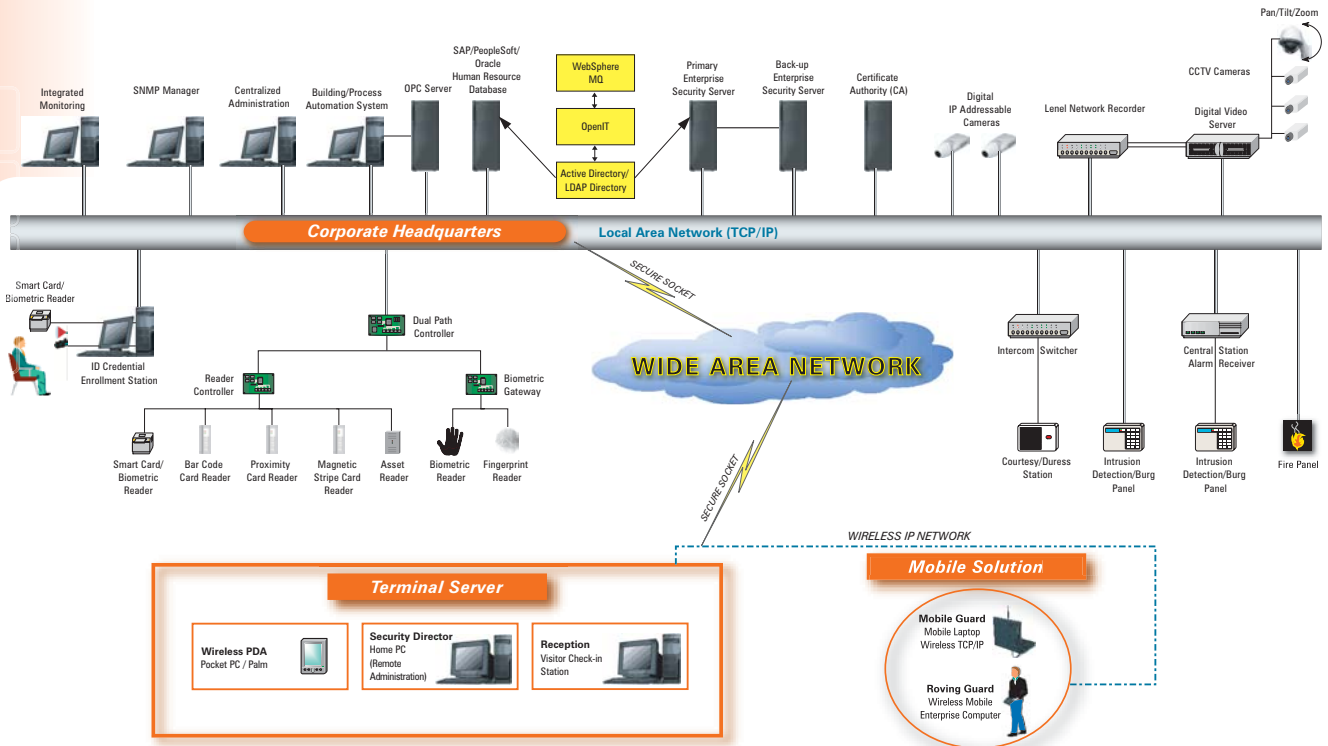 Pan/Tilt/Zoom
CCTV Cameras
Integrated
Monitoring
SNMP Manager
Centralized
Administration
Building/Process
Automation System
OPC Server
SAP/PeopleSoft/
Oracle
Human Resource
Database
WebSphere
MQ
OpenIT
Active Directory/
LDAP Directory
Primary
Enterprise
Security Server
Back-up
Enterprise
Security Server
Certificate
Authority (CA)
Digital
IP Addressable
Cameras
Lenel Network Recorder
Digital Video
Server
Corporate Headquarters
Local Area Network (TCP/IP)
SECURE SOCKET
Smart Card/
Biometric Reader
ID Credential
Enrollment Station
Dual Path
Controller
Reader
Controller
Biometric
Gateway
Smart Card/
Biometric
Reader
Bar Code
Card Reader
Proximity
Card Reader
Magnetic
Stripe Card
Reader
Asset
Reader
Biometric
Reader
Fingerprint
Reader
WIDE AREA NETWORK
SECURE SOCKET
Intercom Switcher
Central Station
Alarm Receiver
Courtesy/Duress
Station
Intrusion
Detection/Burg
Panel
Intrusion
Detection/Burg
Panel
Fire Panel
WIRELESS IP NETWORK
Terminal Server
Wireless PDA
Pocket PC / Palm
Security Director
Home PC
(Remote
Administration)
Reception
Visitor Check-in
Station
Mobile Solution
Mobile Guard
Mobile Laptop
Wireless TCP/IP
Roving Guard
Wireless Mobile
Enterprise Computer